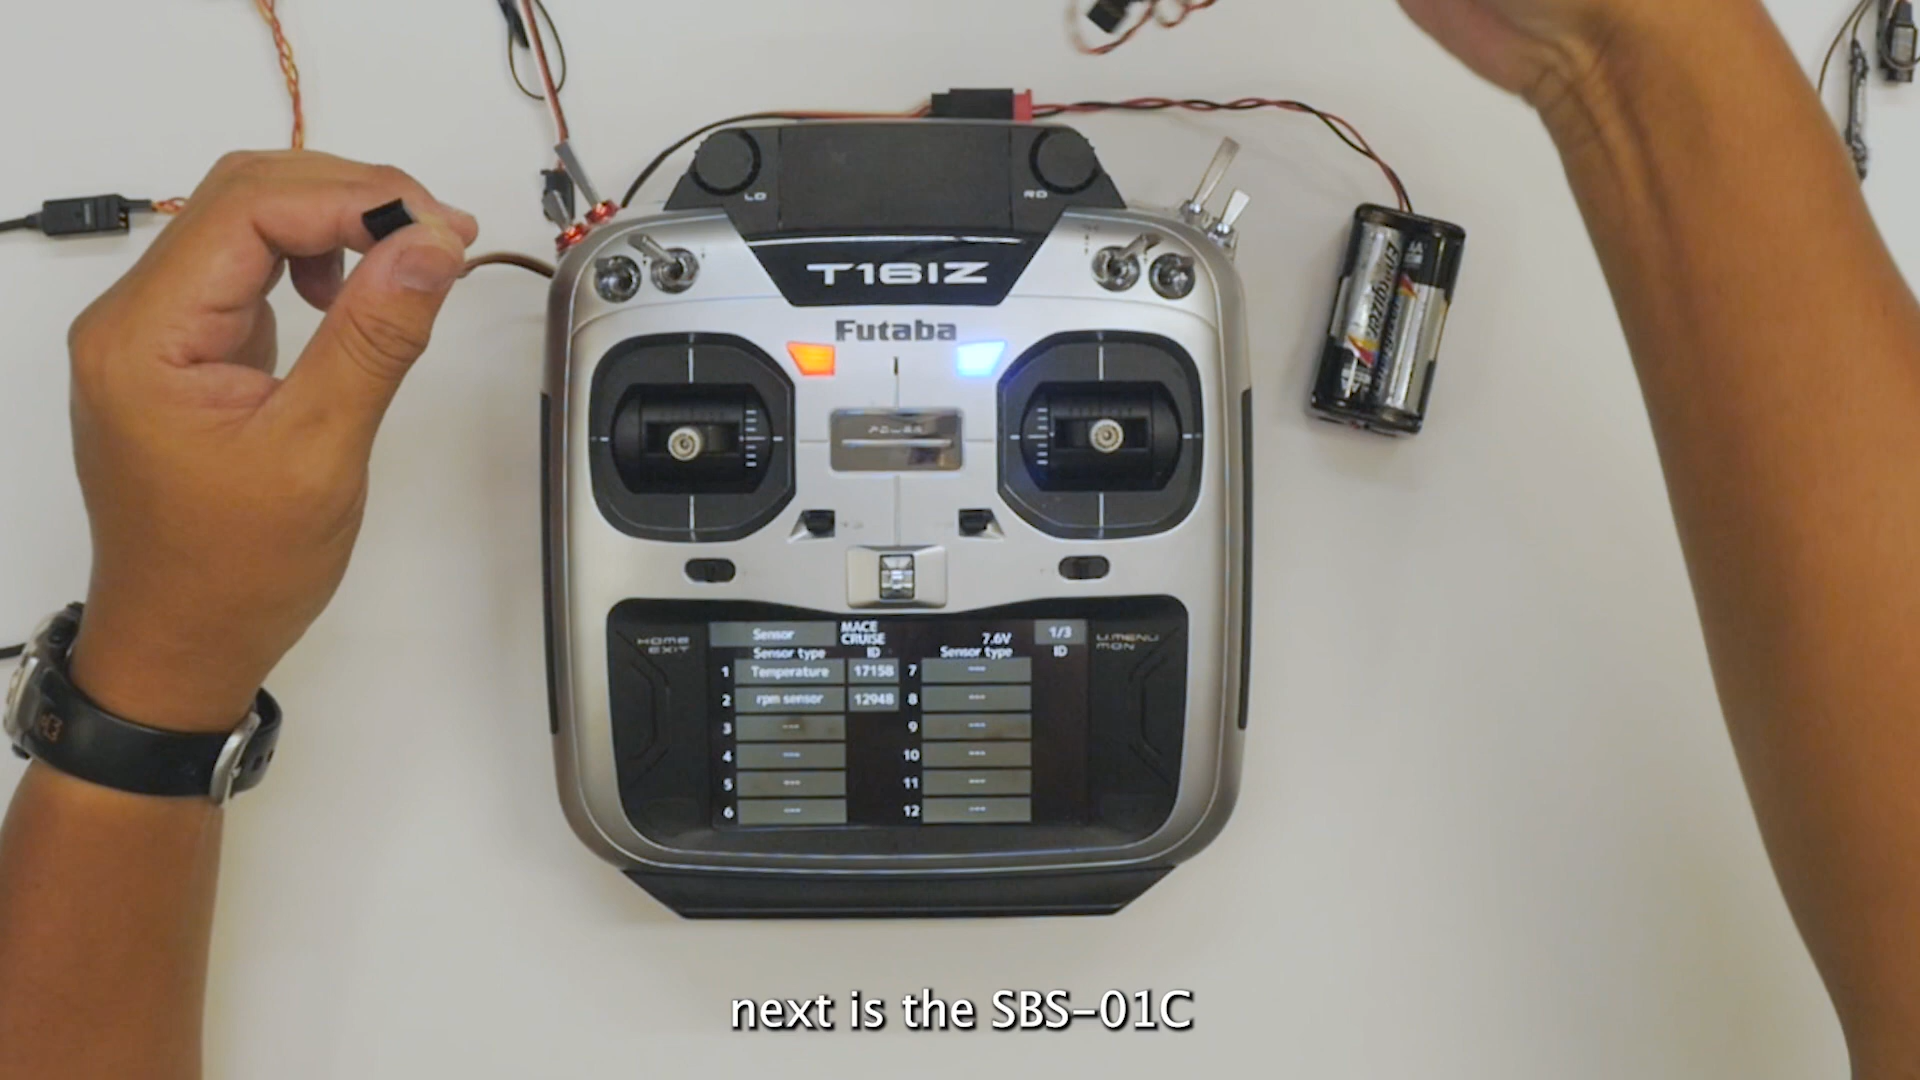 LD
RD
T16IZ
Futaba
POWER
HOME
EXIT
U.MENU
MON
Sensor
MACE
CRUISE
7.6V
1/3
Sensor type ID Sensor type ID
1 Temperature 17158 7 ---
2 rpm sensor 12948 8 ---
3 --- 9 ---
4 --- 10 ---
5 --- 11 ---
6 --- 12 ---
Energizer
next is the SBS-01C